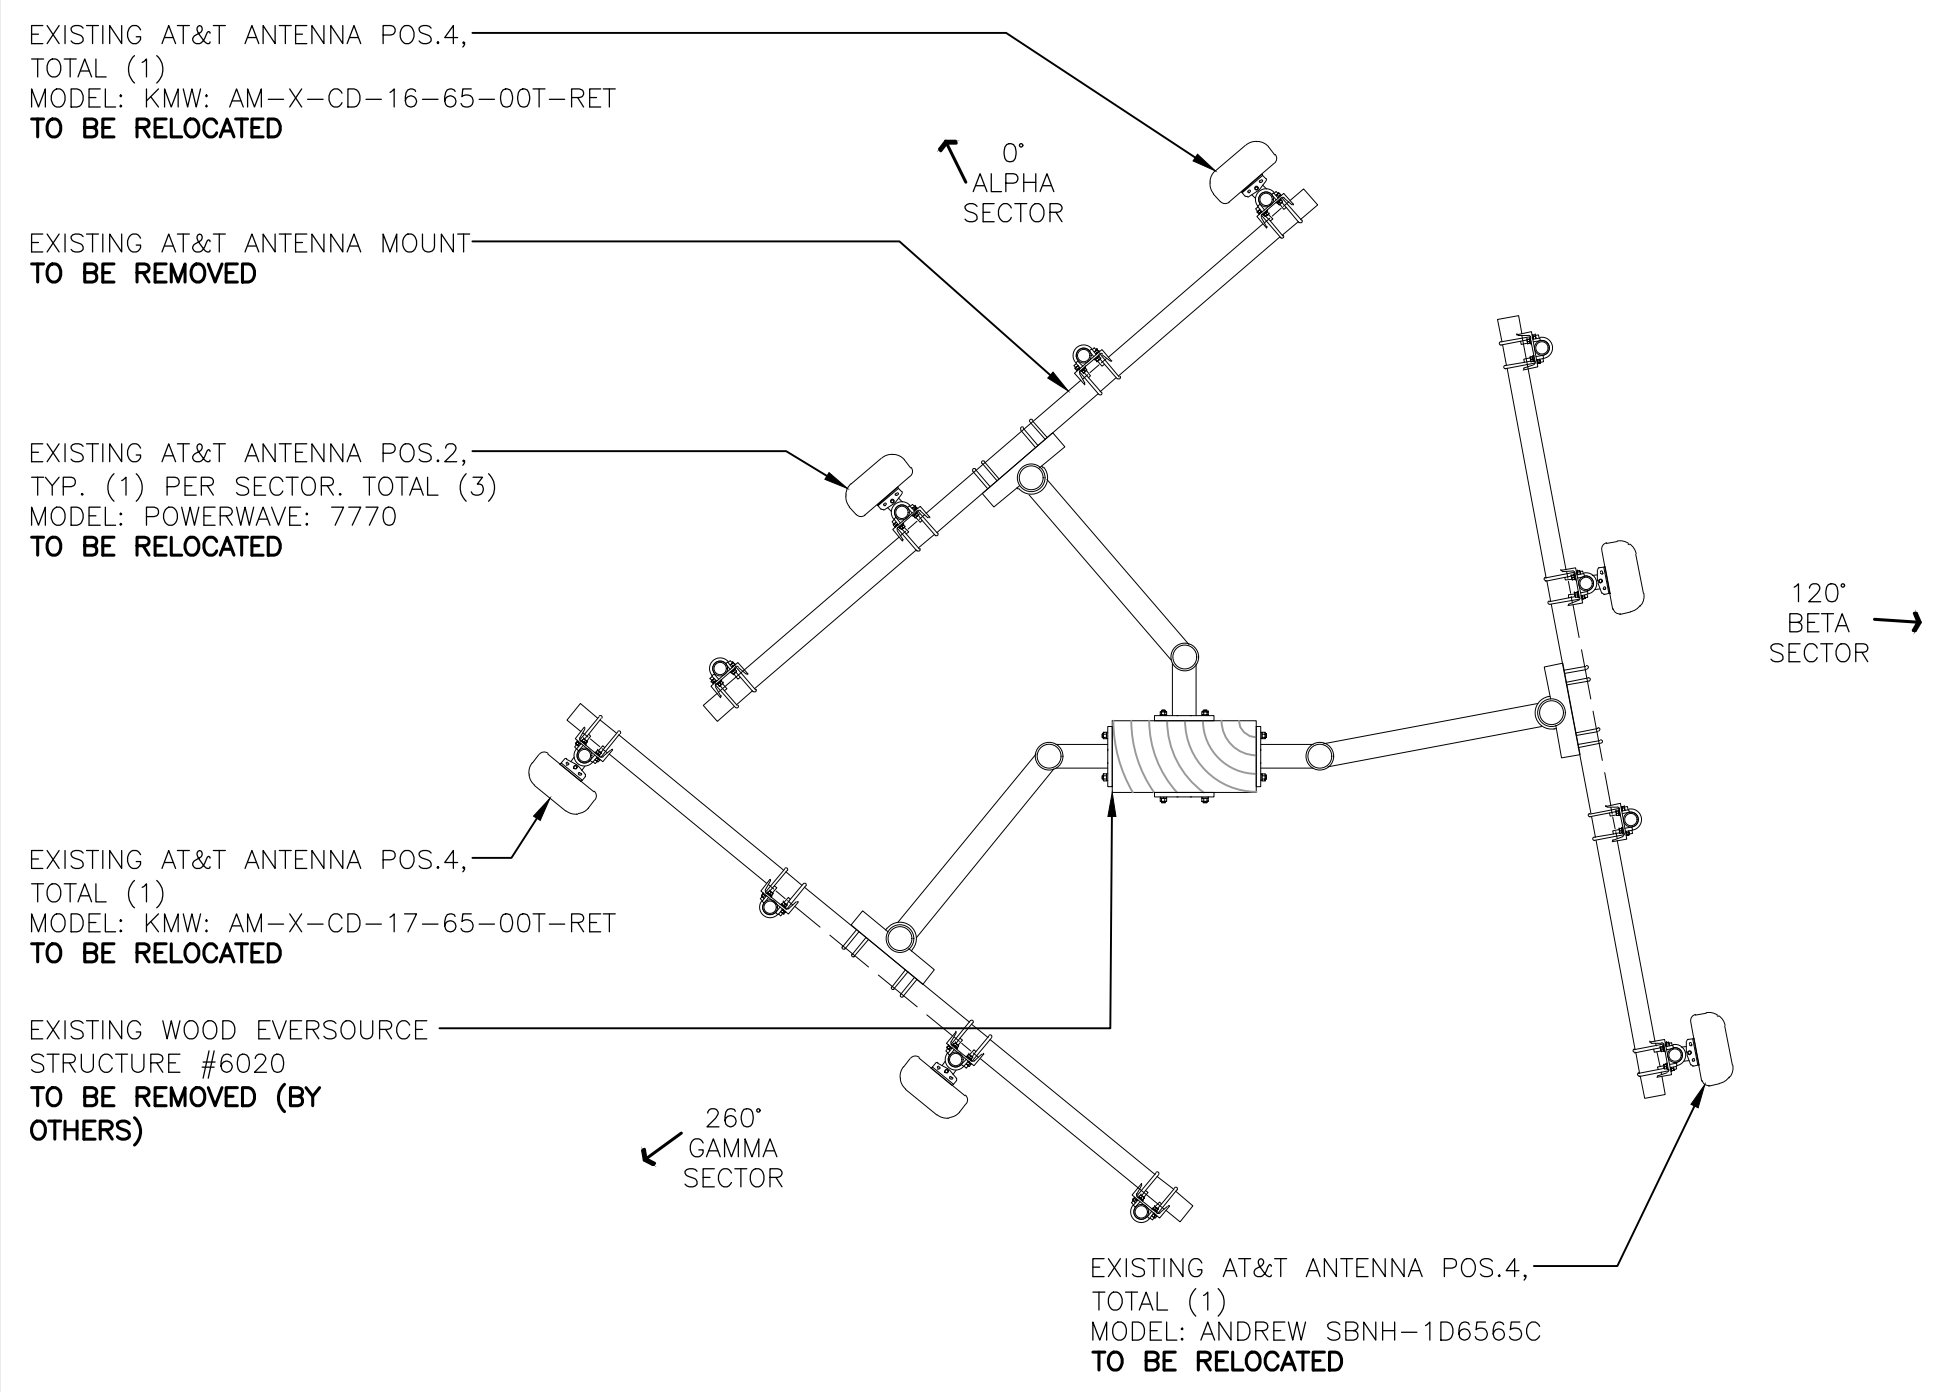 EXISTING AT&T ANTENNA POS.4,
TOTAL (1)
MODEL: KMW: AM-X-CD-16-65-00T-RET
TO BE RELOCATED
0°
ALPHA
SECTOR
EXISTING AT&T ANTENNA MOUNT
TO BE REMOVED
EXISTING AT&T ANTENNA POS.2,
TYP. (1) PER SECTOR. TOTAL (3)
MODEL: POWERWAVE: 7770
TO BE RELOCATED
120°
BETA
SECTOR
EXISTING AT&T ANTENNA POS.4,
TOTAL (1)
MODEL: KMW: AM-X-CD-17-65-00T-RET
TO BE RELOCATED
EXISTING WOOD EVERSOURCE
STRUCTURE #6020
TO BE REMOVED (BY
OTHERS)
260°
GAMMA
SECTOR
EXISTING AT&T ANTENNA POS.4,
TOTAL (1)
MODEL: ANDREW SBNH-1D6565C
TO BE RELOCATED